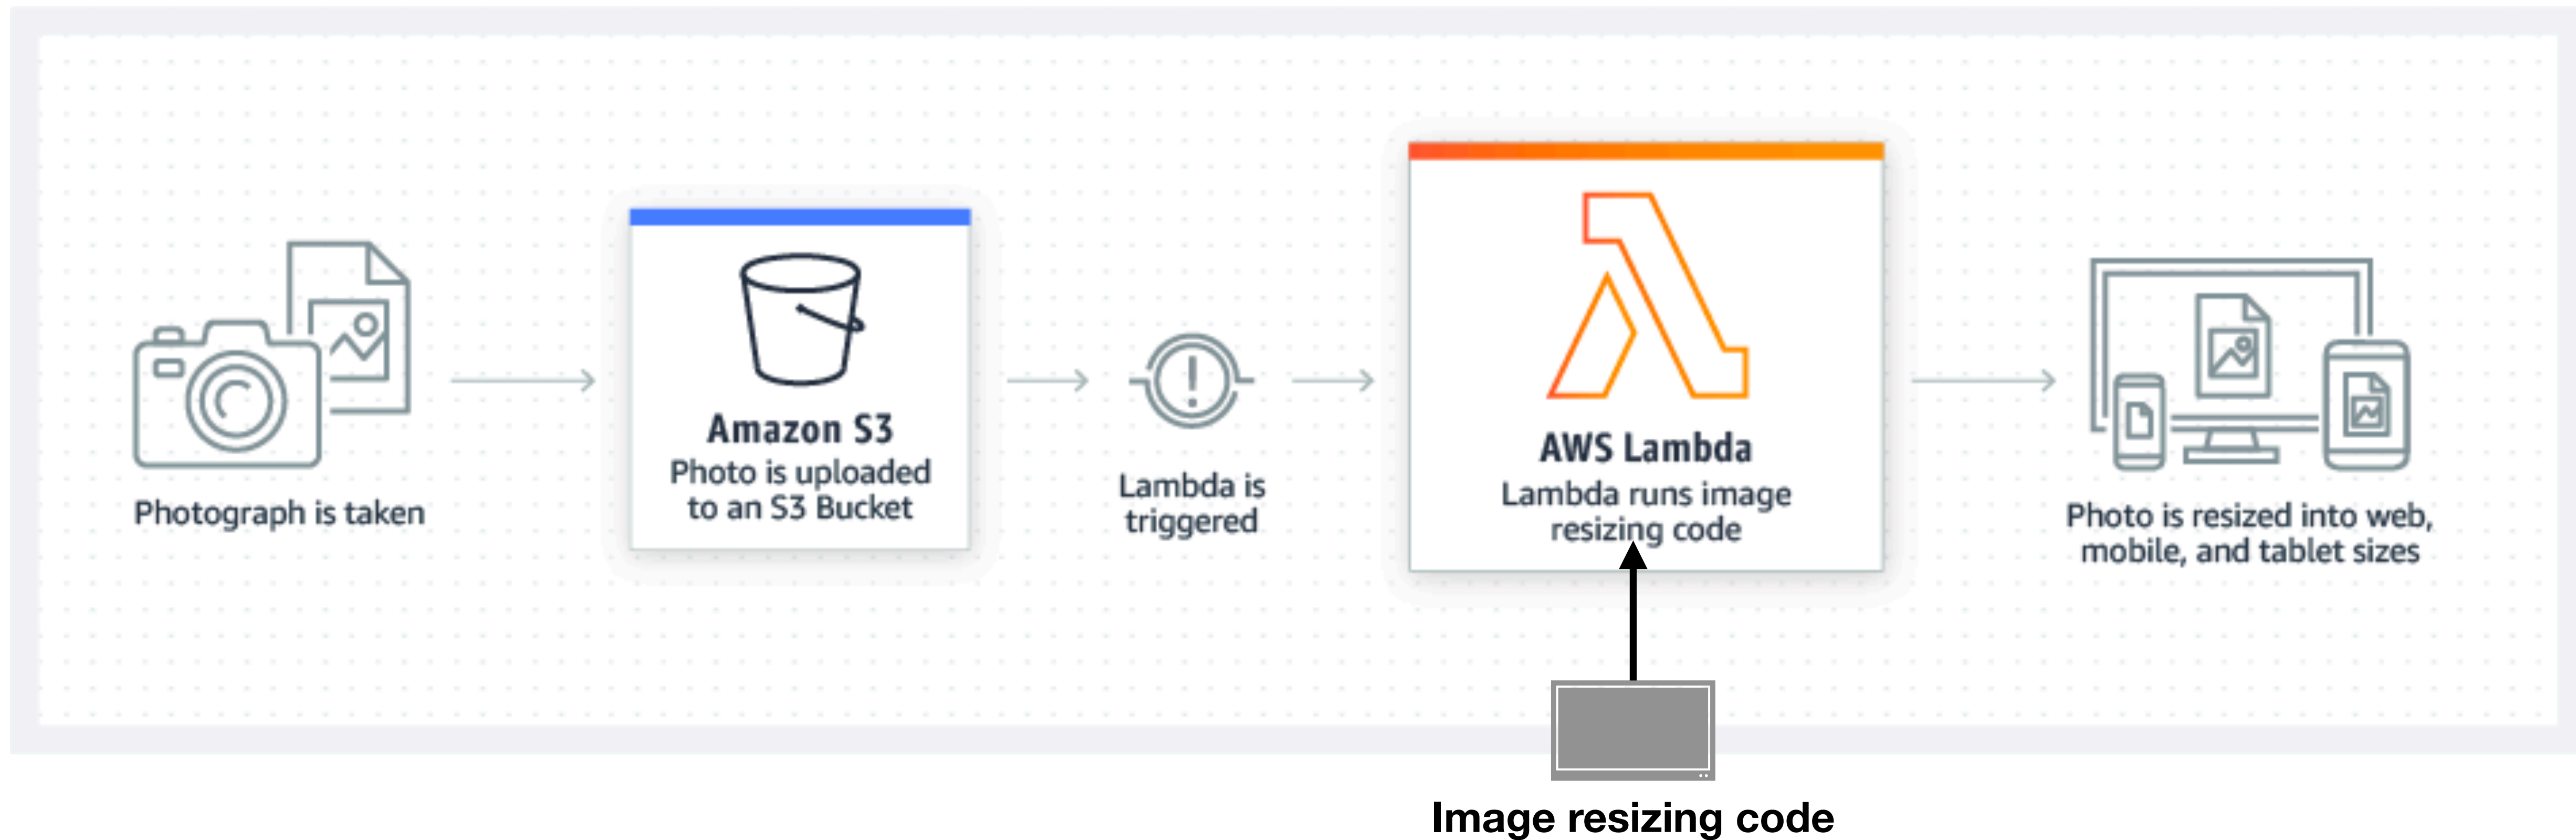 Photograph is taken
Amazon S3
Photo is uploaded
to an S3 Bucket
Lambda is
triggered
AWS Lambda
Lambda runs image
resizing code
Photo is resized into web,
mobile, and tablet sizes
Image resizing code